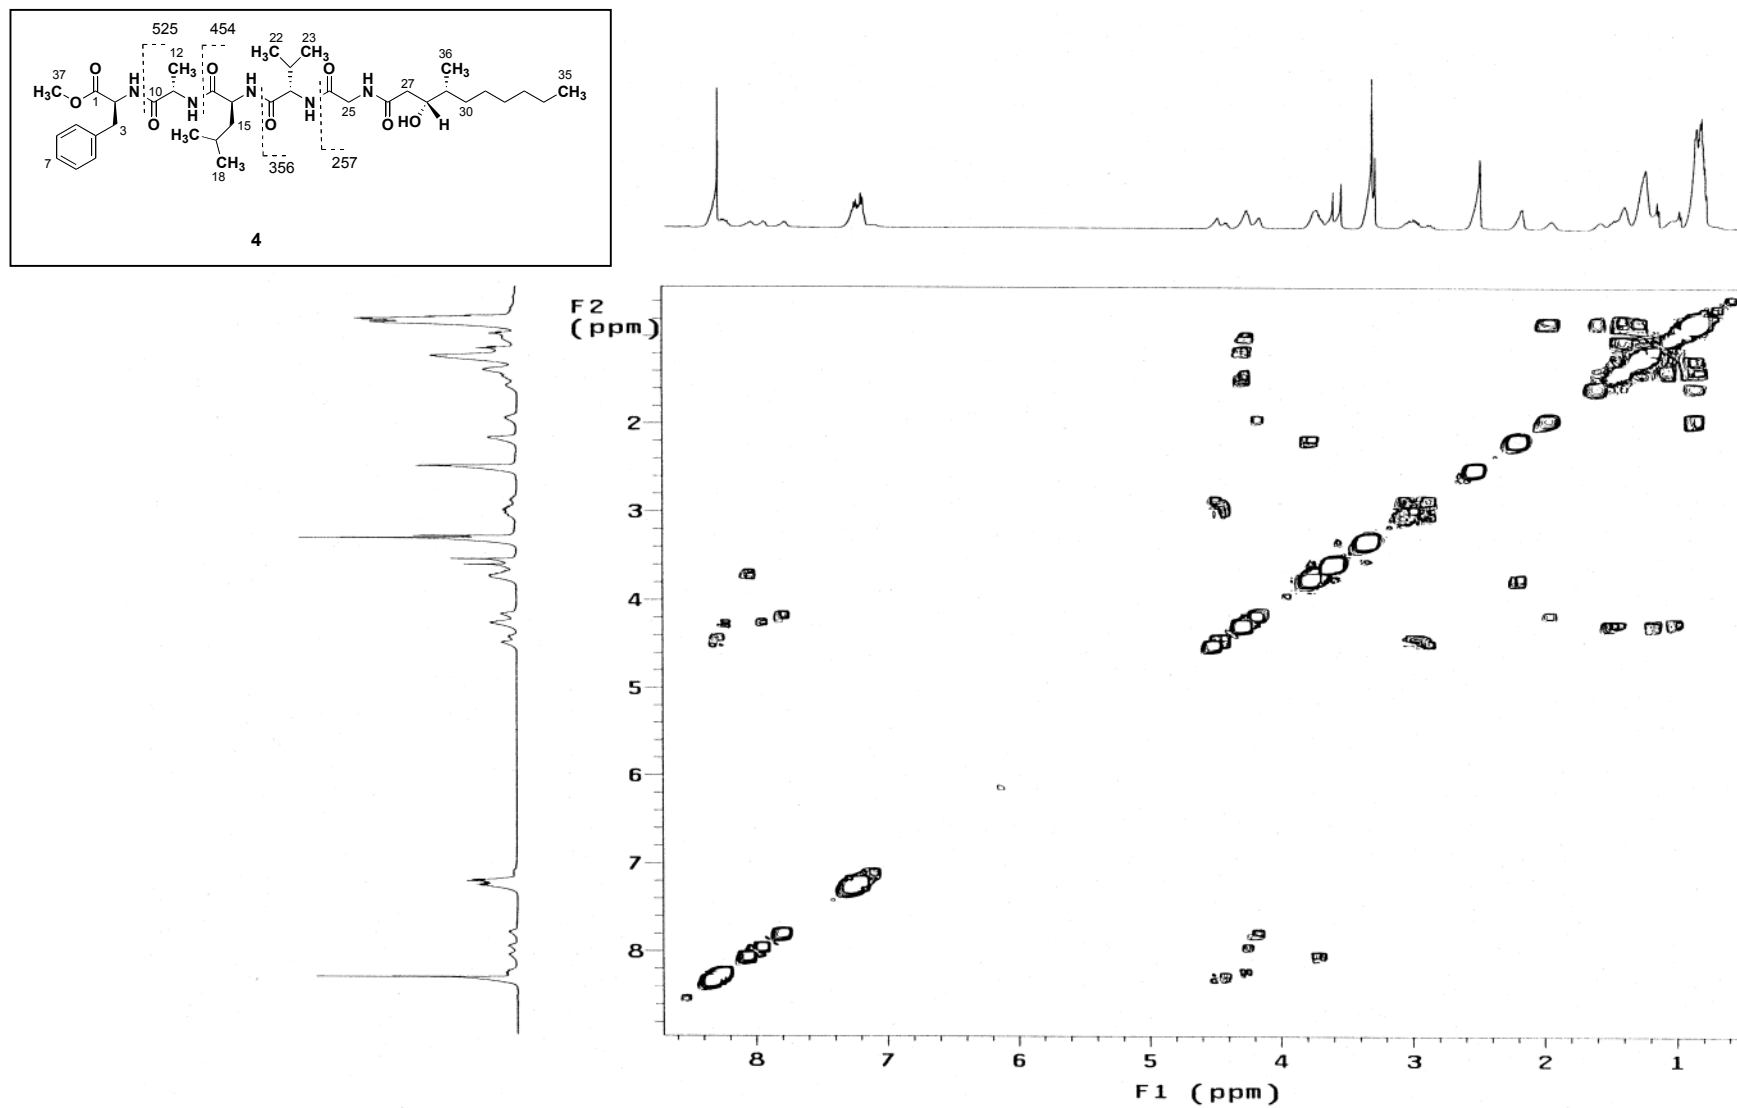 525 454
22 23
H₃C CH₃
36
H₃C
37 O H 12 CH₃ O H O H 27 35
H₃C O 1 N 10 N N 25 N 30 CH₃
O H O H O HO H
3 H₃C 15
7 CH₃ 18 356 257
4
F2
(ppm)
2
3
4
5
6
7
8
8 7 6 5 4 3 2 1
F1 (ppm)